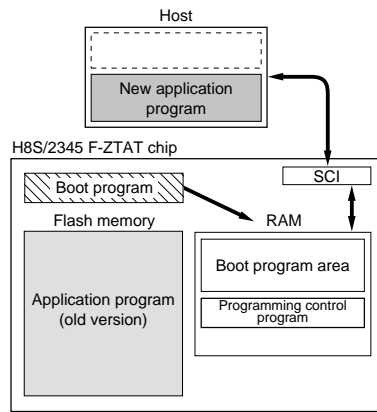 Host
New application
program
H8S/2345 F-ZTAT chip
SCI
Boot program
Flash memory
RAM
Application program
(old version)
Boot program area
Programming control
program